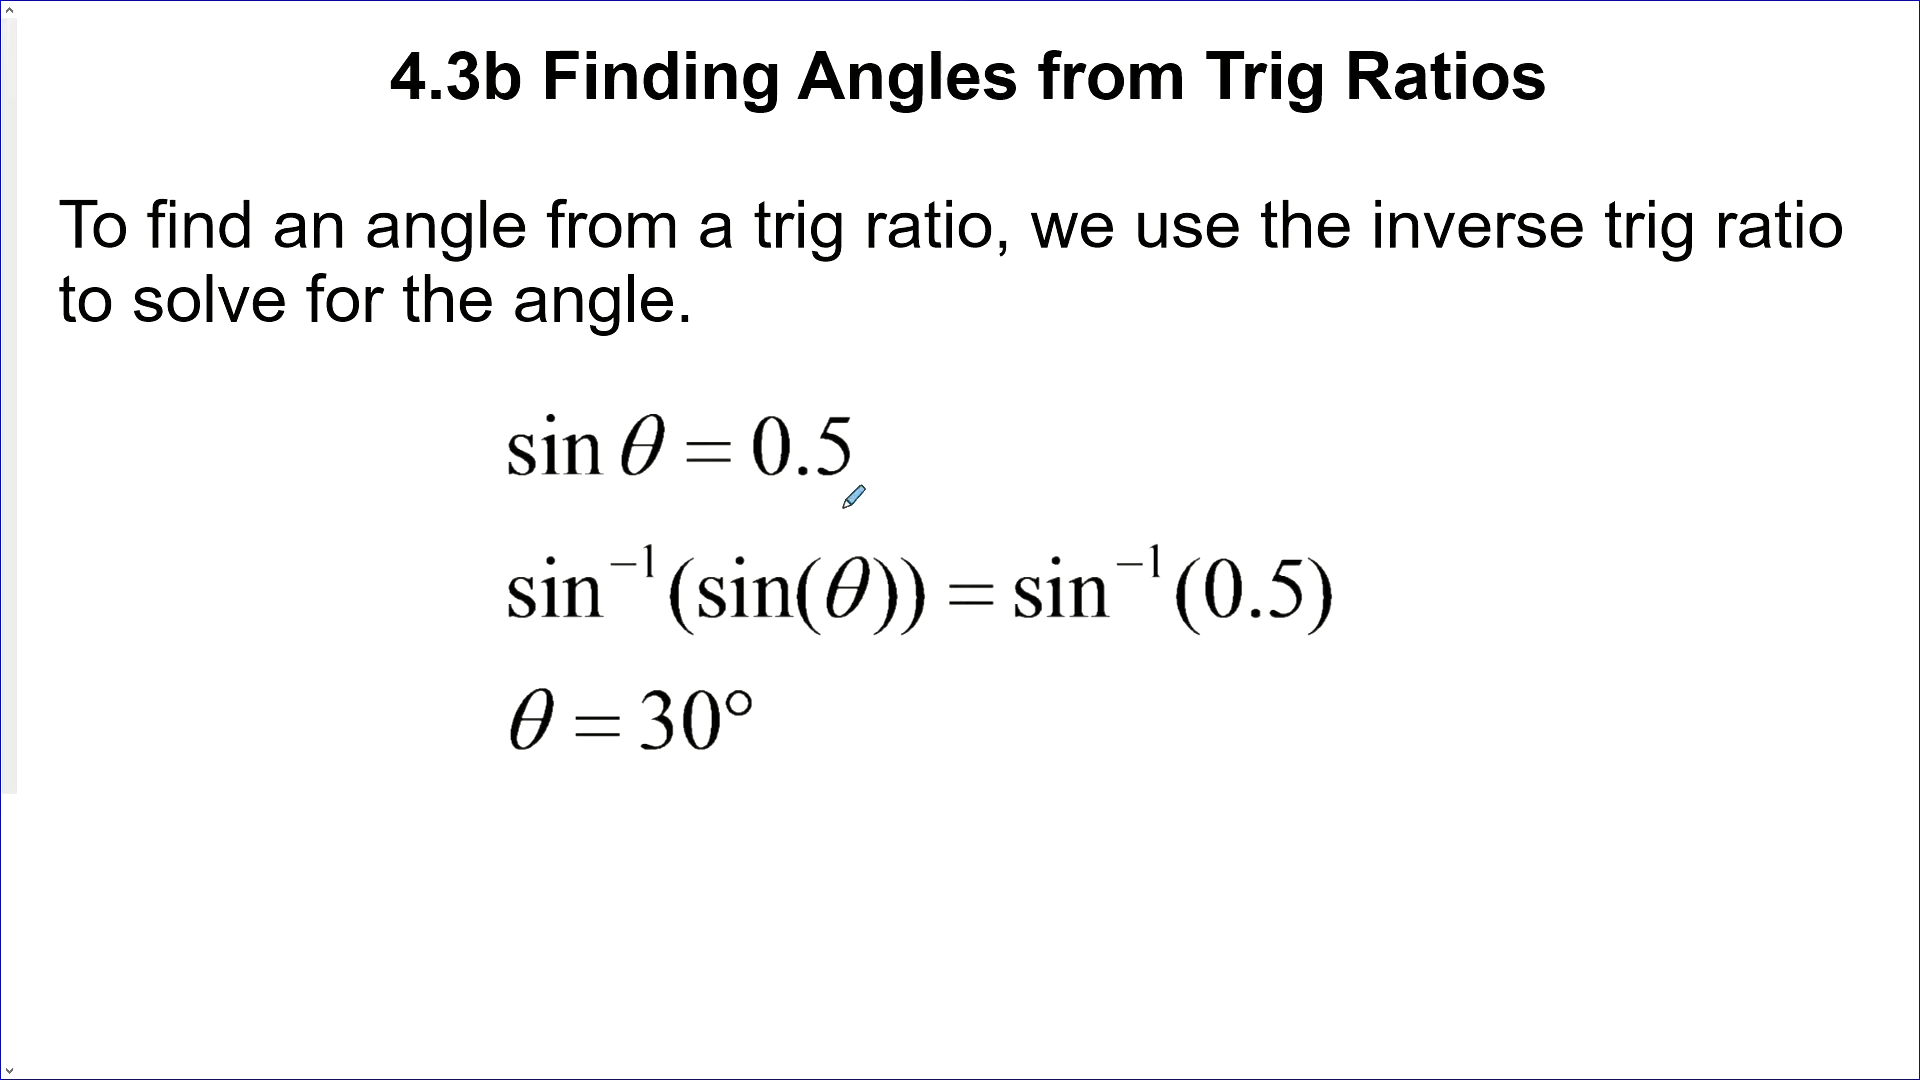 4.3b Finding Angles from Trig Ratios
To find an angle from a trig ratio, we use the inverse trig ratio
to solve for the angle.
sin θ = 0.5
sin⁻¹(sin(θ)) = sin⁻¹(0.5)
θ = 30°